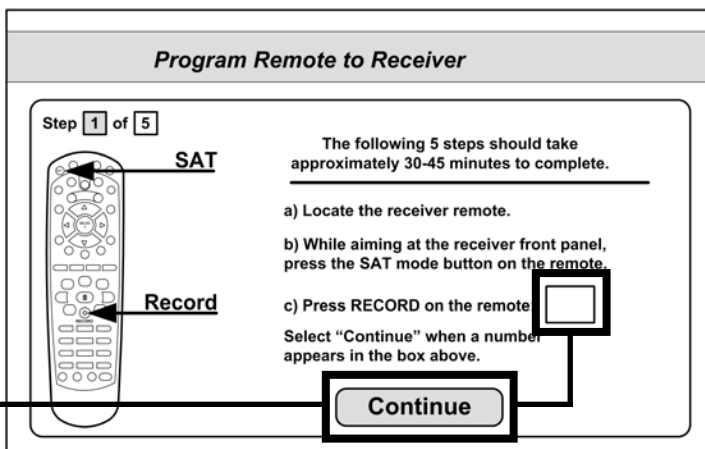 Program Remote to Receiver
Step 1 of 5
SAT
Record
RECORD
The following 5 steps should take
approximately 30-45 minutes to complete.
a) Locate the receiver remote.
b) While aiming at the receiver front panel,
press the SAT mode button on the remote.
c) Press RECORD on the remote
Select “Continue” when a number
appears in the box above.
Continue